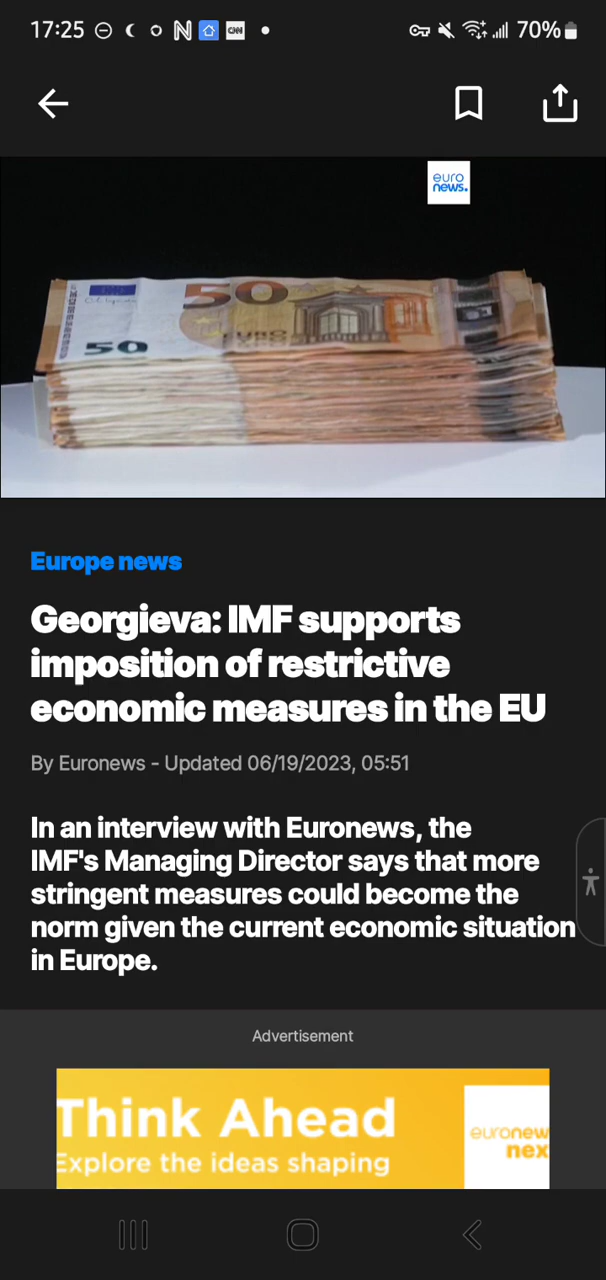 17:25
CNN
70%
euro
news.
50
EURO
50
Europe news
Georgieva: IMF supports
imposition of restrictive
economic measures in the EU
By Euronews - Updated 06/19/2023, 05:51
In an interview with Euronews, the
IMF's Managing Director says that more
stringent measures could become the
norm given the current economic situation
in Europe.
Advertisement
Think Ahead
Explore the ideas shaping
euronew
nex